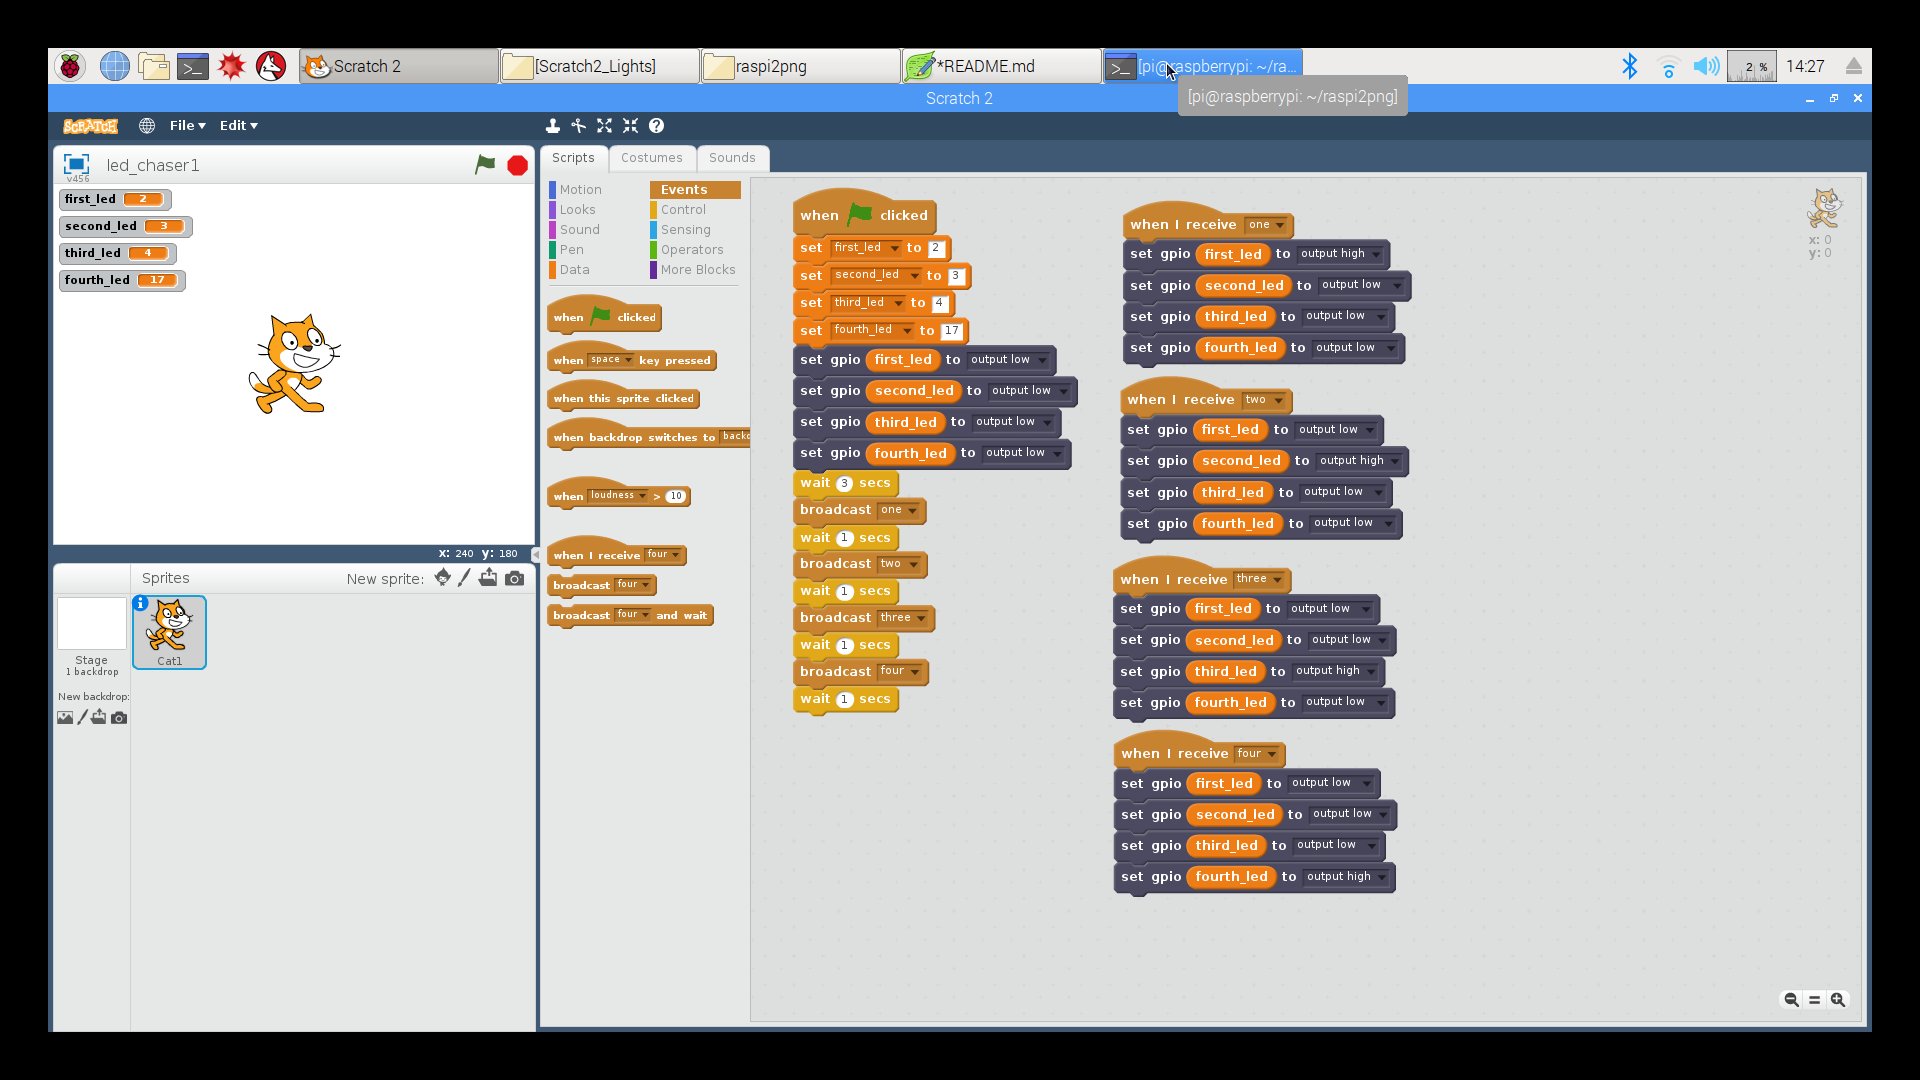 Scratch 2
[Scratch2_Lights]
raspi2png
*README.md
[pi@raspberrypi: ~/ra...
2 %
14:27
Scratch 2
[pi@raspberrypi: ~/raspi2png]
SCRATCH
File
Edit
led_chaser1
v456
first_led 2
second_led 3
third_led 4
fourth_led 17
x: 240 y: 180
Sprites
New sprite:
Stage
1 backdrop
New backdrop:
Cat1
Scripts
Costumes
Sounds
Motion
Looks
Sound
Pen
Data
Events
Control
Sensing
Operators
More Blocks
when clicked
when space key pressed
when this sprite clicked
when backdrop switches to
when loudness > 10
when I receive four
broadcast four
broadcast four and wait
when clicked
set first_led to 2
set second_led to 3
set third_led to 4
set fourth_led to 17
set gpio first_led to output low
set gpio second_led to output low
set gpio third_led to output low
set gpio fourth_led to output low
wait 3 secs
broadcast one
wait 1 secs
broadcast two
wait 1 secs
broadcast three
wait 1 secs
broadcast four
wait 1 secs
when I receive one
set gpio first_led to output high
set gpio second_led to output low
set gpio third_led to output low
set gpio fourth_led to output low
when I receive two
set gpio first_led to output low
set gpio second_led to output high
set gpio third_led to output low
set gpio fourth_led to output low
when I receive three
set gpio first_led to output low
set gpio second_led to output low
set gpio third_led to output high
set gpio fourth_led to output low
when I receive four
set gpio first_led to output low
set gpio second_led to output low
set gpio third_led to output low
set gpio fourth_led to output high
x: 0
y: 0